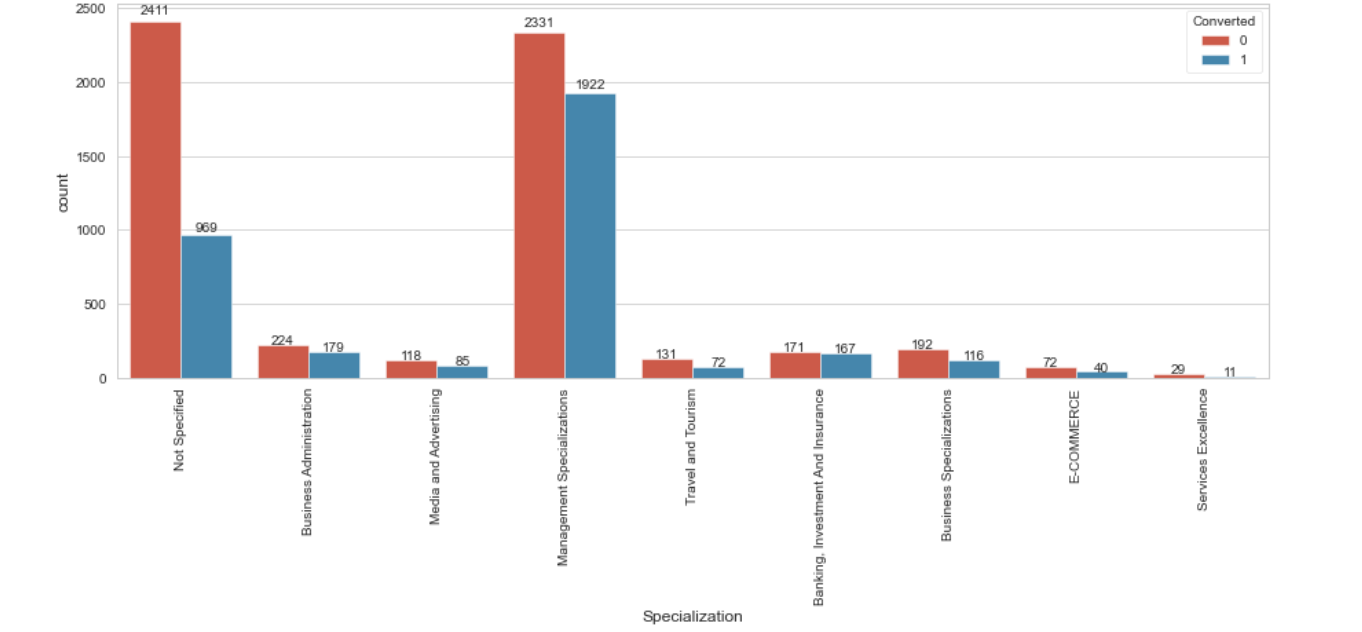 2500
2000
1500
1000
500
0
count
2411
969
224
179
118
85
2331
1922
131
72
171
167
192
116
72
40
29
11
Converted
0
1
Not Specified
Business Administration
Media and Advertising
Management Specializations
Travel and Tourism
Banking, Investment And Insurance
Business Specializations
E-COMMERCE
Services Excellence
Specialization